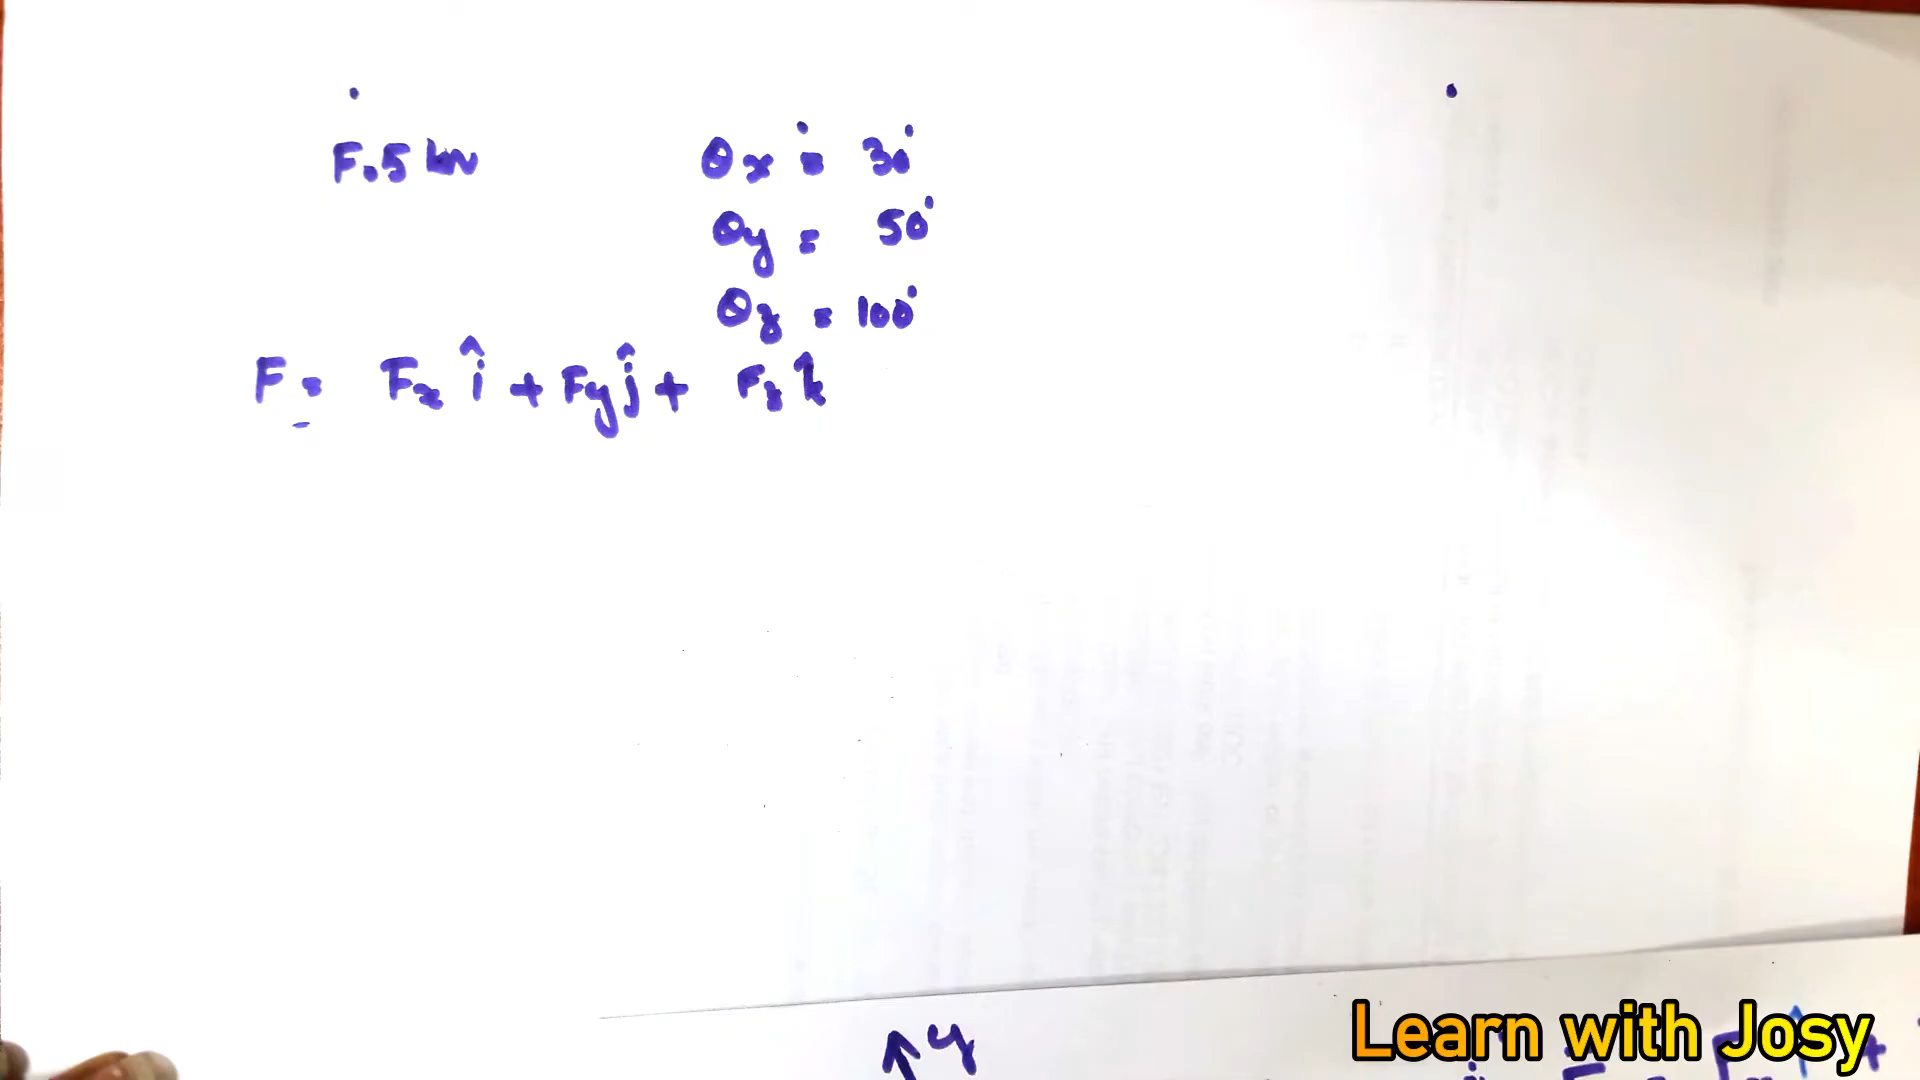 F = 5 kN θx = 30°
θy = 50°
θz = 100°
F = Fx î + Fy ĵ + Fz k̂
↑ y
Learn with Josy